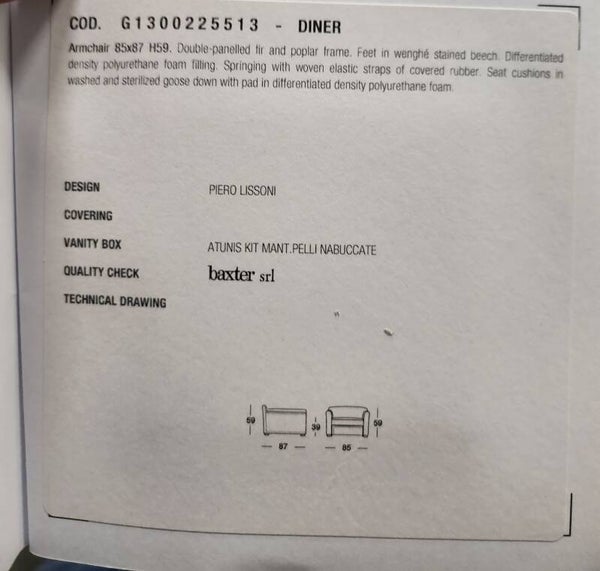 COD. G1300225513 - DINER
Armchair 85x87 H59. Double-panelled fir and poplar frame. Feet in wenghé stained beech. Differentiated
density polyurethane foam filling. Springing with woven elastic straps of covered rubber. Seat cushions in
washed and sterilized goose down with pad in differentiated density polyurethane foam.
DESIGN PIERO LISSONI
COVERING
VANITY BOX ATUNIS KIT MANT.PELLI NABUCCATE
QUALITY CHECK baxter srl
TECHNICAL DRAWING
59 39 59
87 85